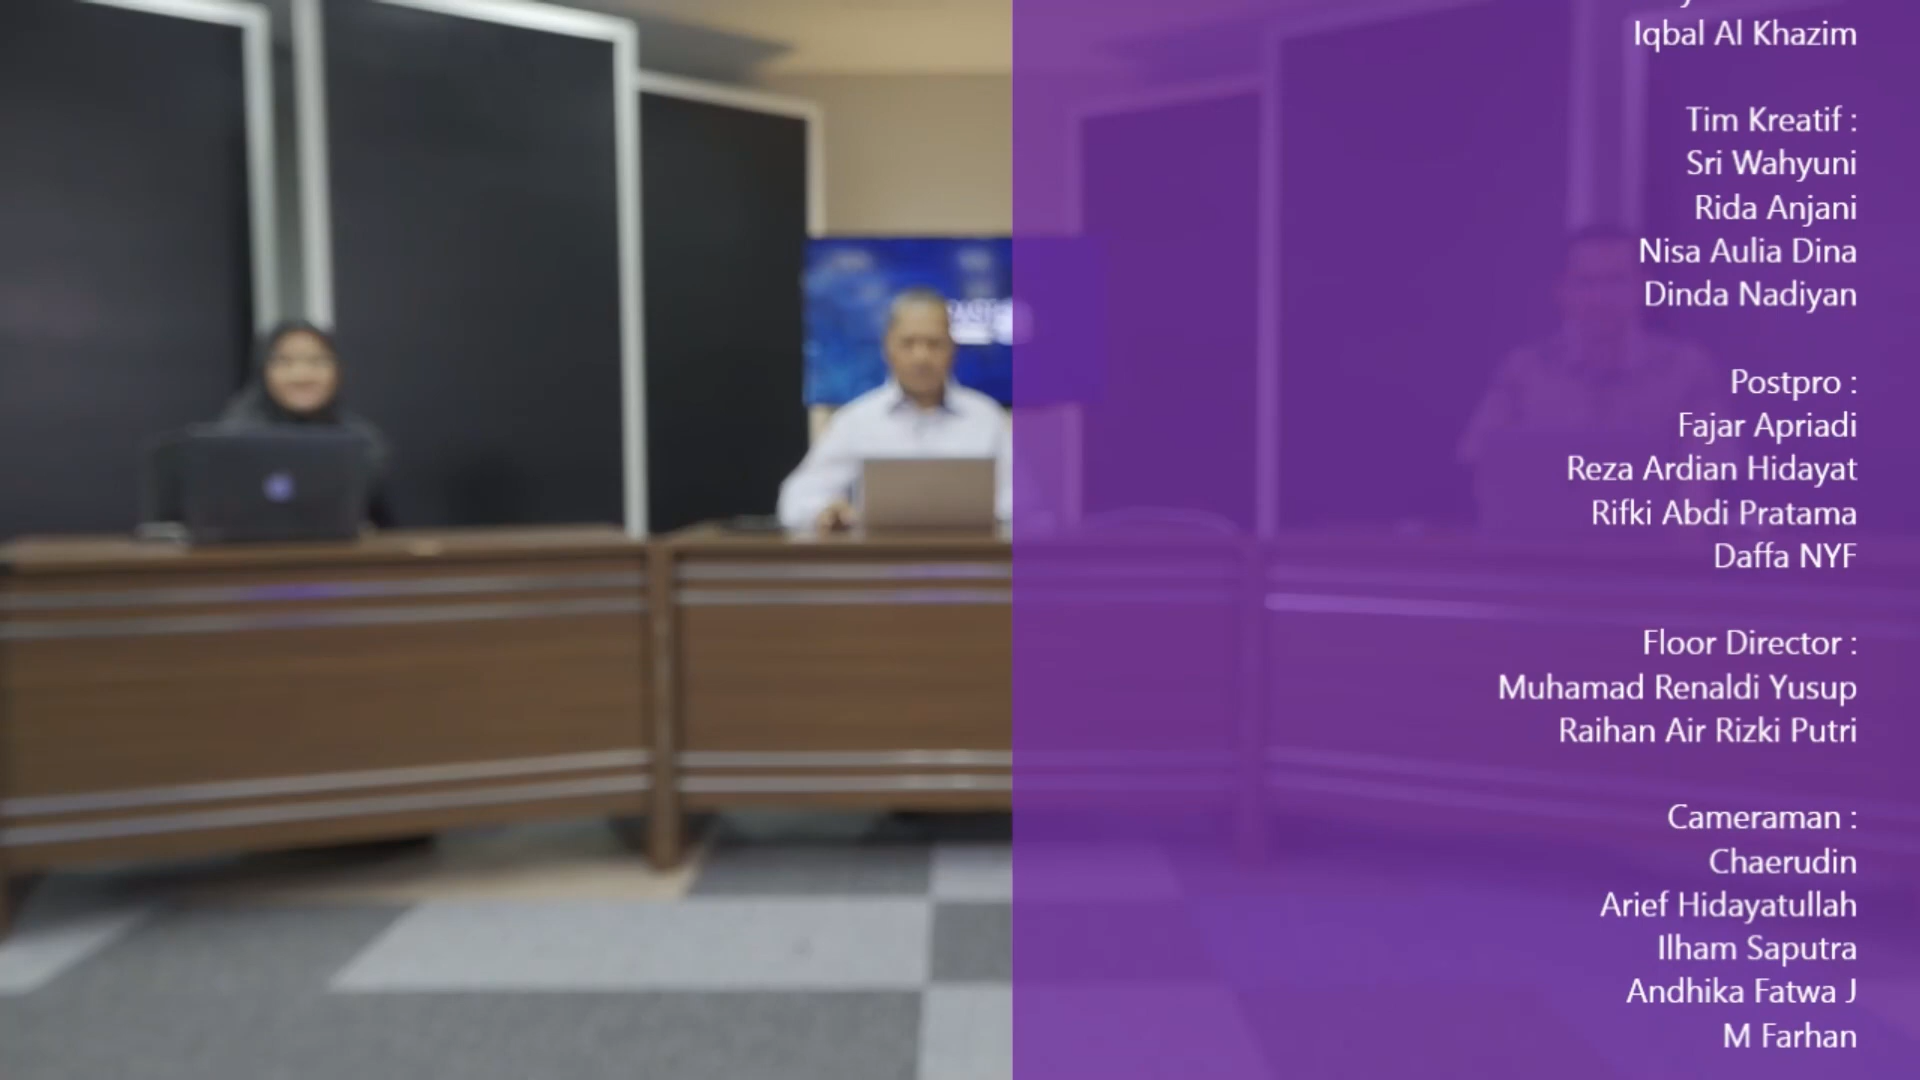 Iqbal Al Khazim
Tim Kreatif :
Sri Wahyuni
Rida Anjani
Nisa Aulia Dina
Dinda Nadiyan
Postpro :
Fajar Apriadi
Reza Ardian Hidayat
Rifki Abdi Pratama
Daffa NYF
Floor Director :
Muhamad Renaldi Yusup
Raihan Air Rizki Putri
Cameraman :
Chaerudin
Arief Hidayatullah
Ilham Saputra
Andhika Fatwa J
M Farhan